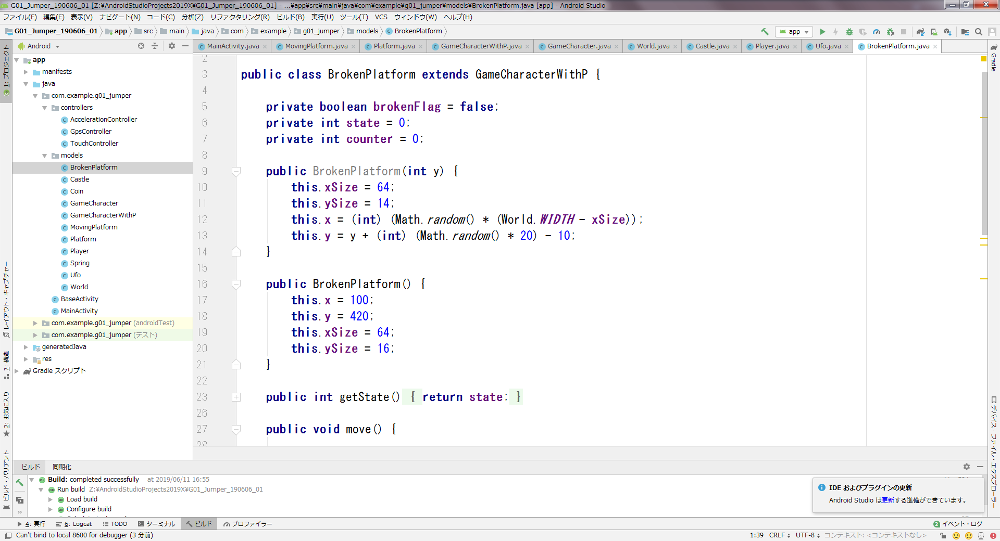 G01_Jumper_190606_01 [Z:¥AndroidStudioProjects2019X¥G01_Jumper_190606_01] - ...¥app¥src¥main¥java¥com¥example¥g01_jumper¥models¥BrokenPlatform.java [app] - Android Studio
ファイル(F) 編集(E) 表示(V) ナビゲート(N) コード(C) 分析(Z) リファクタリング(R) ビルド(B) 実行(U) ツール(T) VCS ウィンドウ(W) ヘルプ(H)
G01_Jumper_190606_01 app src main java com example g01_jumper models BrokenPlatform app
Android
MainActivity.java MovingPlatform.java Platform.java GameCharacterWithP.java GameCharacter.java World.java Castle.java Player.java Ufo.java BrokenPlatform.java
1: プロジェクト
レイアウト・キャプチャー
Z: 構造
2: お気に入り
ビルド・バリアント
app
manifests
java
com.example.g01_jumper
controllers
AccelerationController
GpsController
TouchController
models
BrokenPlatform
Castle
Coin
GameCharacter
GameCharacterWithP
MovingPlatform
Platform
Player
Spring
Ufo
World
BaseActivity
MainActivity
com.example.g01_jumper (androidTest)
com.example.g01_jumper (テスト)
generatedJava
res
Gradle スクリプト
2
3 public class BrokenPlatform extends GameCharacterWithP {
4
5 private boolean brokenFlag = false;
6 private int state = 0;
7 private int counter = 0;
8
9 public BrokenPlatform(int y) {
10 this.xSize = 64;
11 this.ySize = 14;
12 this.x = (int) (Math.random() * (World.WIDTH - xSize));
13 this.y = y + (int) (Math.random() * 20) - 10;
14 }
15
16 public BrokenPlatform() {
17 this.x = 100;
18 this.y = 420;
19 this.xSize = 64;
20 this.ySize = 16;
21 }
22
23 public int getState() { return state; }
26
27 public void move() {
28
Gradle
デバイス・ファイル・エクスプローラー
ビルド 同期化
Build: completed successfully at 2019/06/11 16:55
Run build Z:¥AndroidStudioProjects2019X¥G01_Jumper_190606_01
Load build
Configure build
IDE およびプラグインの更新
Android Studio は更新する準備ができています。
4: 実行 6: Logcat TODO ターミナル ビルド プロファイラー 2 イベント・ログ
Can't bind to local 8600 for debugger (3 分前) 1:39 CRLF UTF-8 コンテキスト: <コンテキストなし>